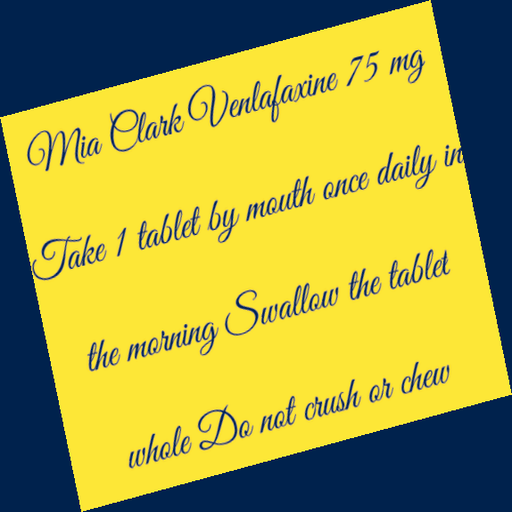 Mia Clark Venlafaxine 75 mg
Take 1 tablet by mouth once daily in
the morning Swallow the tablet
whole Do not crush or chew